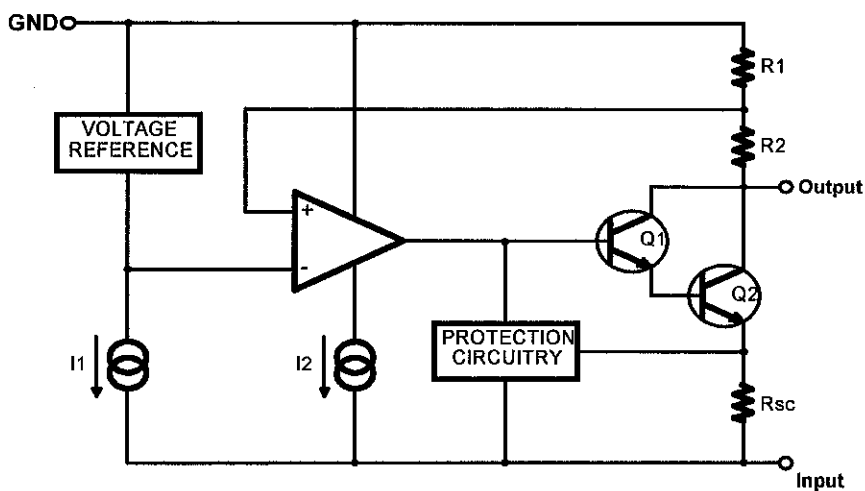 GND
R1
VOLTAGE
REFERENCE
R2
Output
+
Q1
-
Q2
I1
I2
PROTECTION
CIRCUITRY
Rsc
Input